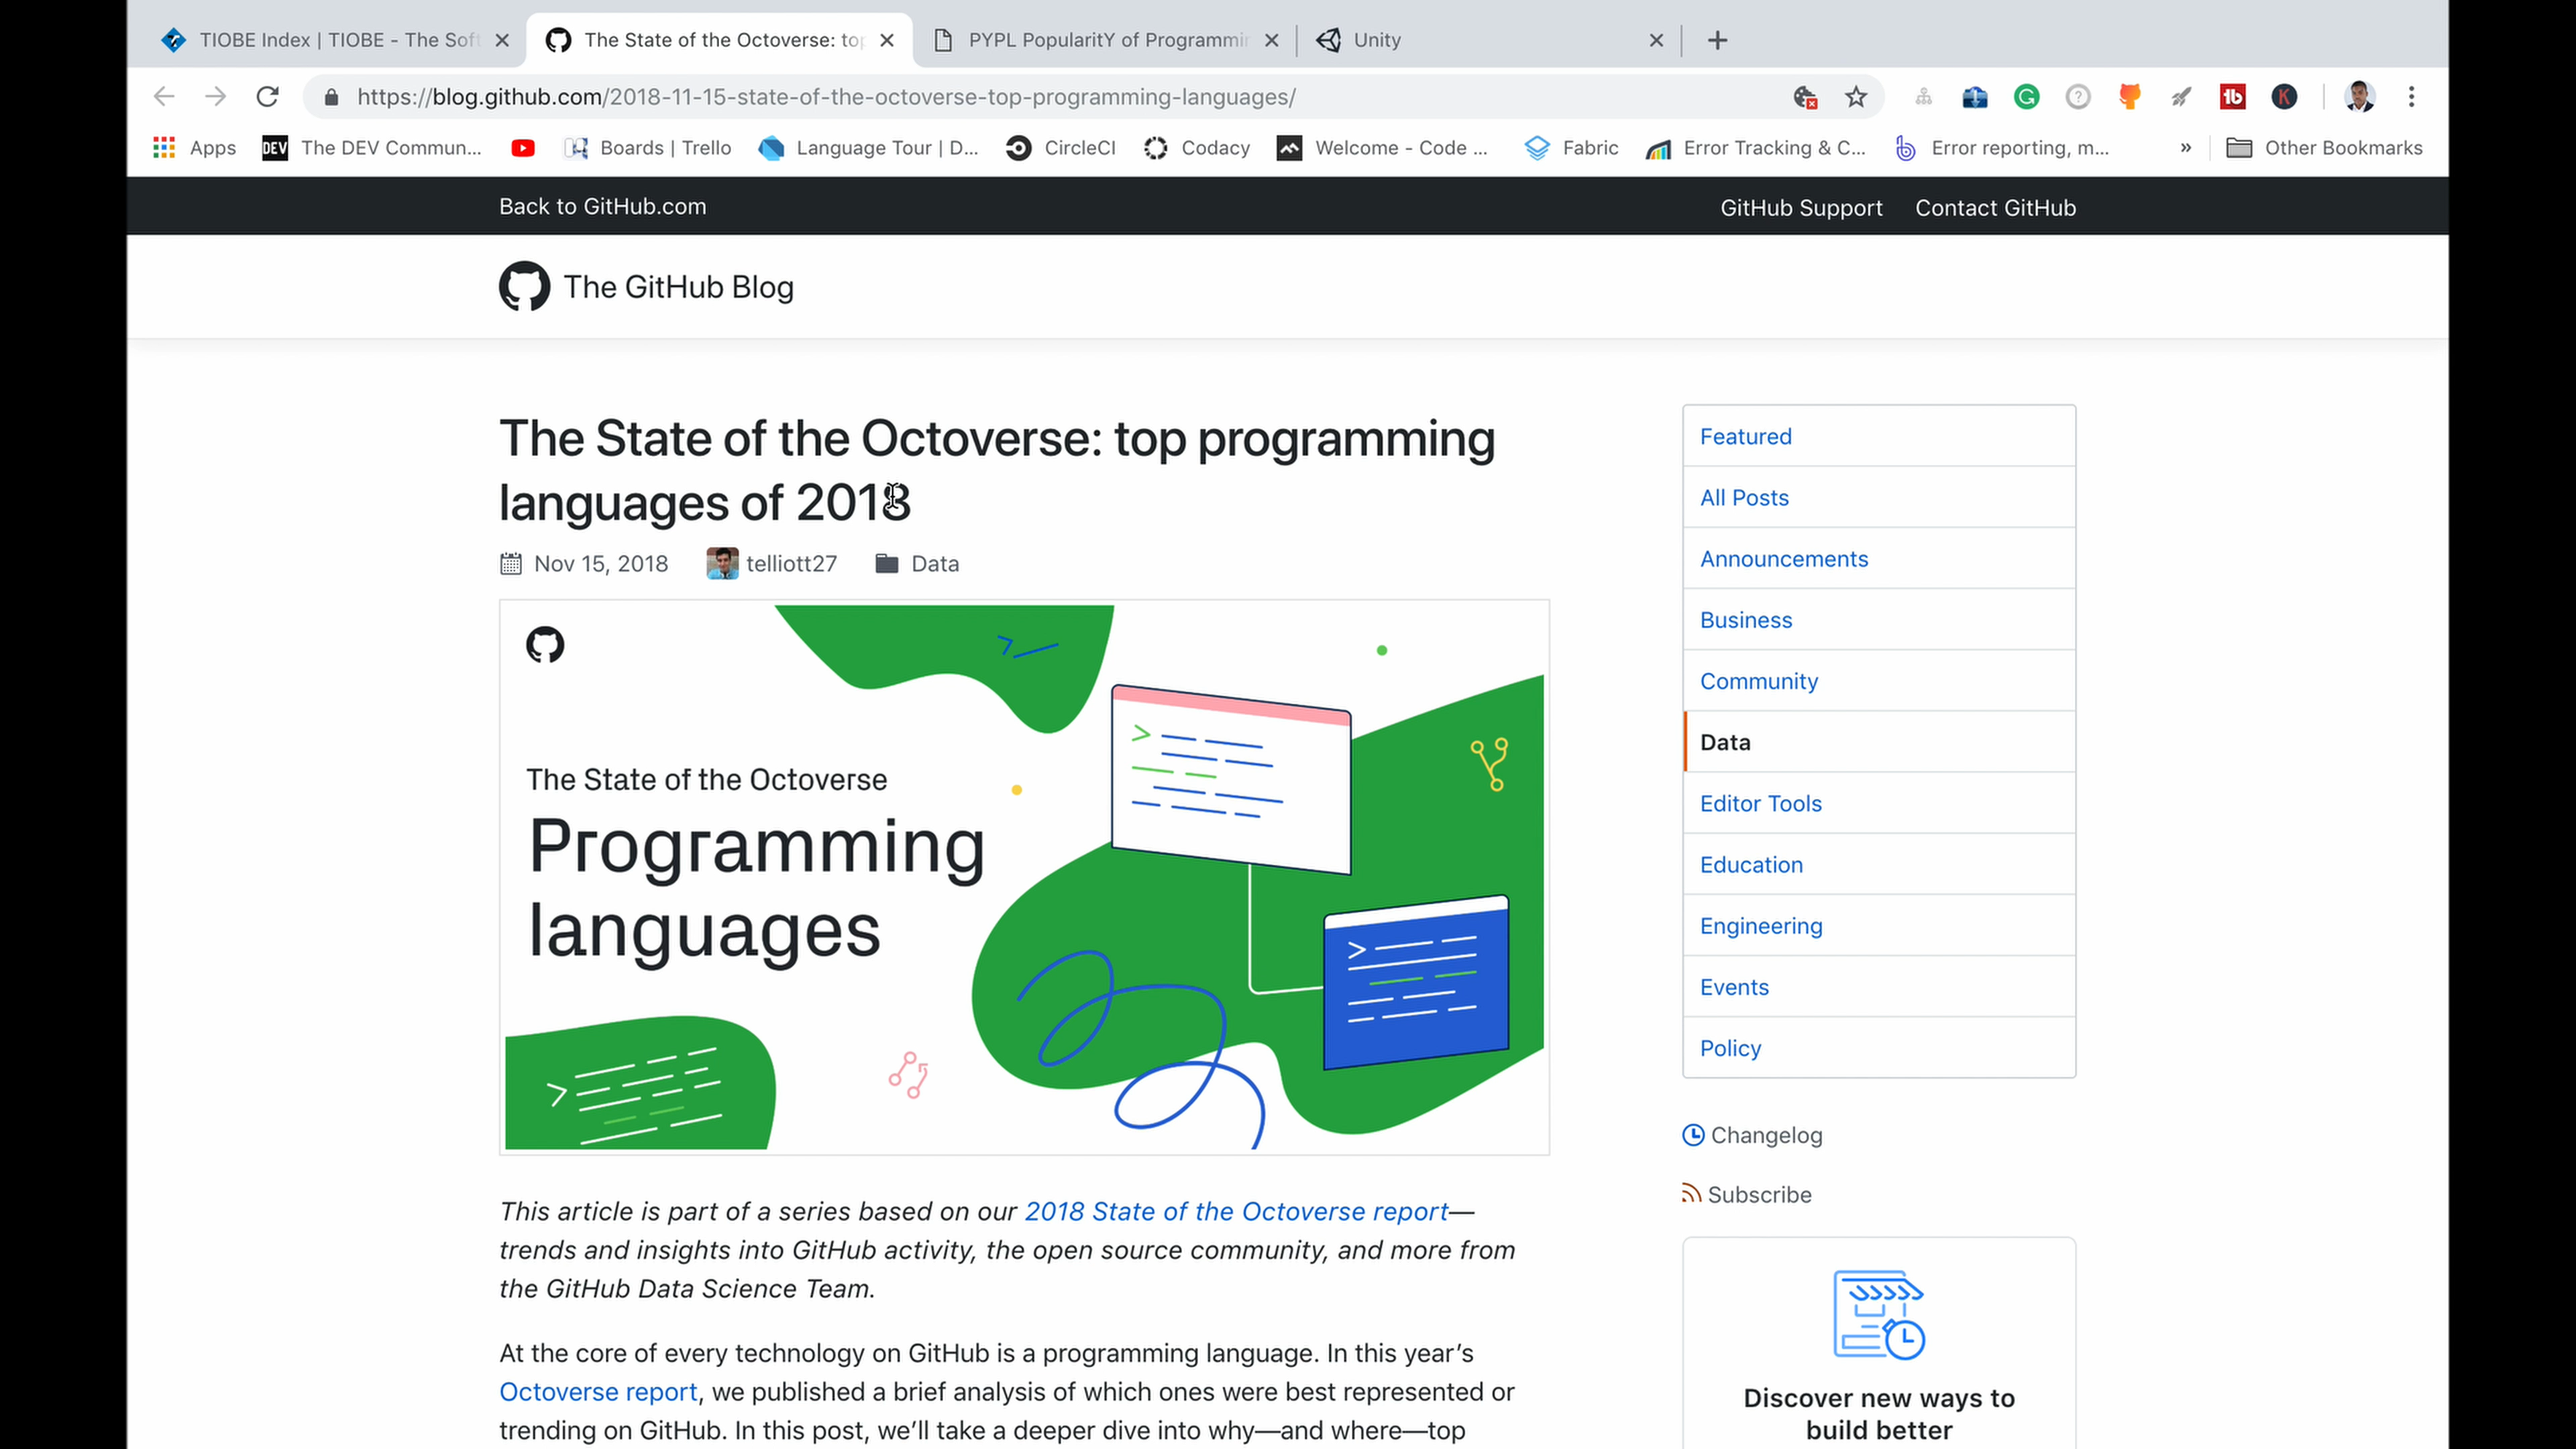 TIOBE Index | TIOBE - The Soft
The State of the Octoverse: top
PYPL PopularitY of Programmin
Unity
https://blog.github.com/2018-11-15-state-of-the-octoverse-top-programming-languages/
Apps
DEV The DEV Commun...
Boards | Trello
Language Tour | D...
CircleCI
Codacy
Welcome - Code ...
Fabric
Error Tracking & C...
Error reporting, m...
»
Other Bookmarks
Back to GitHub.com
GitHub Support
Contact GitHub
The GitHub Blog
The State of the Octoverse: top programming
languages of 2018
Nov 15, 2018
telliott27
Data
The State of the Octoverse
Programming
languages
This article is part of a series based on our 2018 State of the Octoverse report—
trends and insights into GitHub activity, the open source community, and more from
the GitHub Data Science Team.
At the core of every technology on GitHub is a programming language. In this year’s
Octoverse report, we published a brief analysis of which ones were best represented or
trending on GitHub. In this post, we’ll take a deeper dive into why—and where—top
Featured
All Posts
Announcements
Business
Community
Data
Editor Tools
Education
Engineering
Events
Policy
Changelog
Subscribe
Discover new ways to
build better